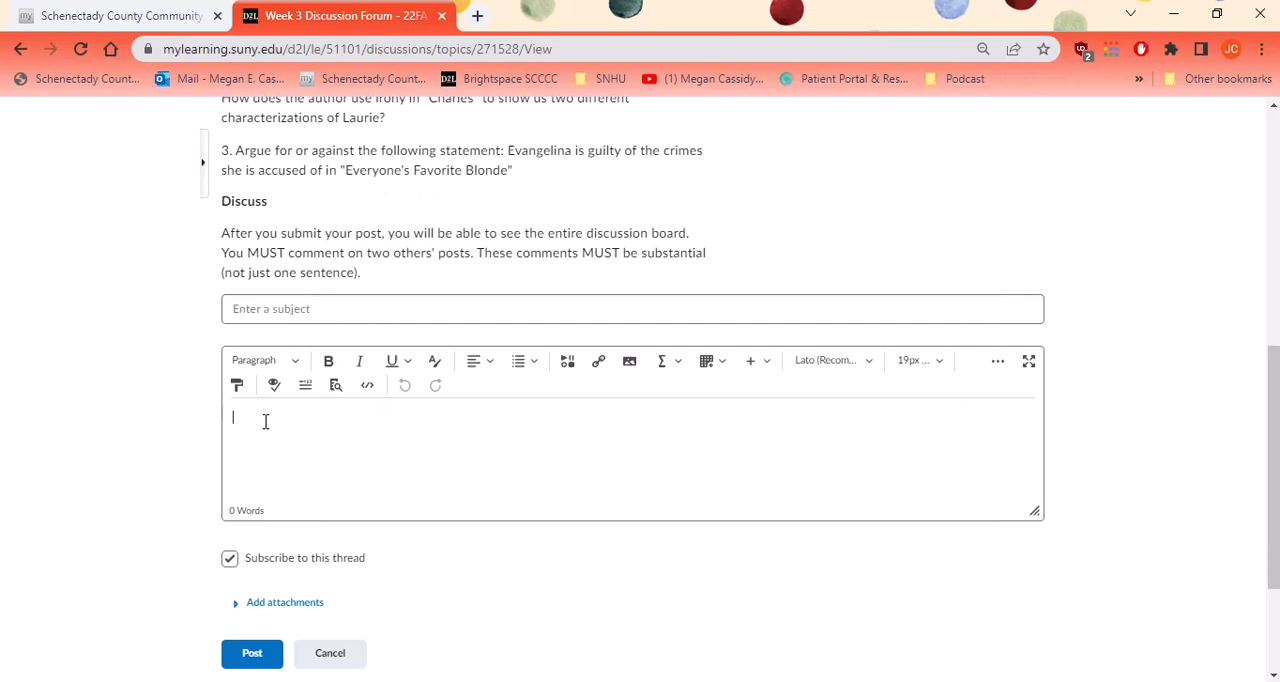 Schenectady County Community
D2L Week 3 Discussion Forum - 22FA
mylearning.suny.edu/d2l/le/51101/discussions/topics/271528/View
2
JC
Schenectady Count...
Mail - Megan E. Cas...
my Schenectady Count...
D2L Brightspace SCCCC
SNHU
(1) Megan Cassidy...
Patient Portal & Res...
Podcast
»
Other bookmarks
How does the author use irony in "Charles" to show us two different
characterizations of Laurie?
3. Argue for or against the following statement: Evangelina is guilty of the crimes
she is accused of in "Everyone's Favorite Blonde"
Discuss
After you submit your post, you will be able to see the entire discussion board.
You MUST comment on two others' posts. These comments MUST be substantial
(not just one sentence).
Enter a subject
Paragraph
B I U
Lato (Recom...
19px ...
0 Words
Subscribe to this thread
Add attachments
Post
Cancel